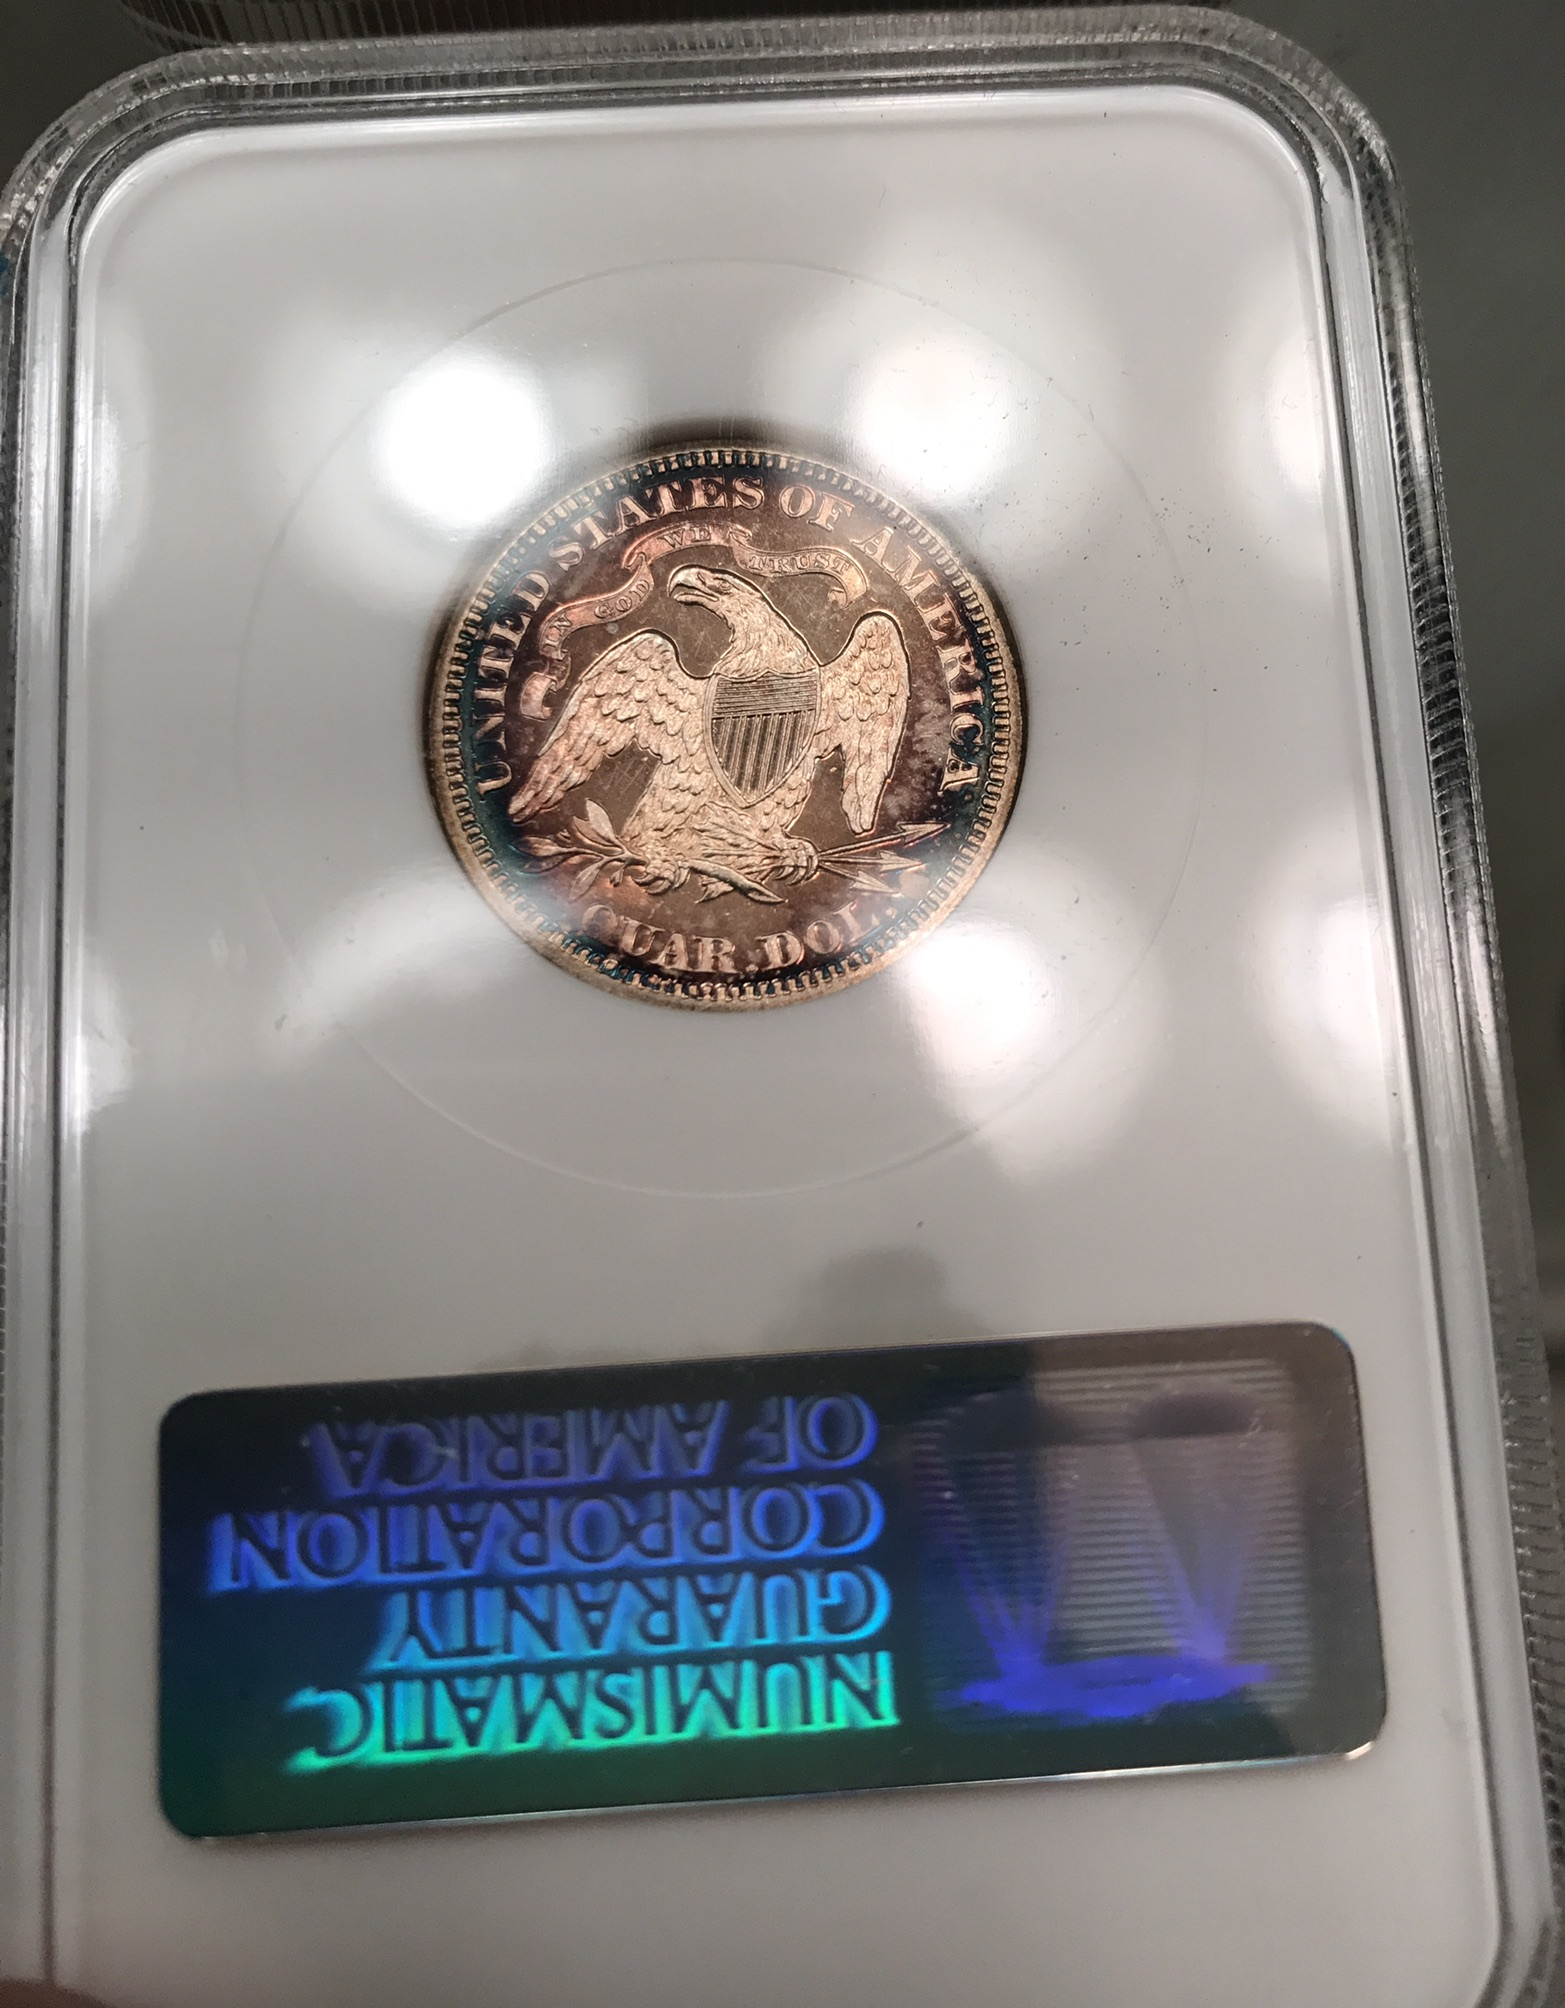 UNITED STATES OF AMERICA
IN GOD WE TRUST
QUAR. DOL.
NUMISMATIC
GUARANTY
CORPORATION
OF AMERICA